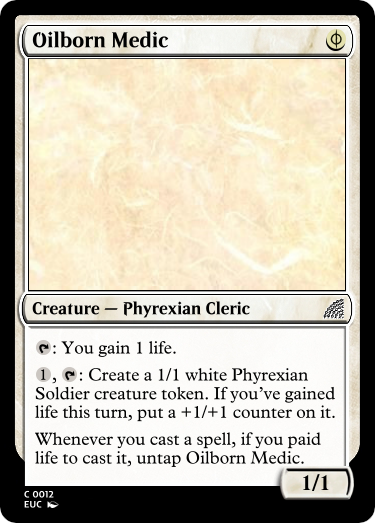 Oilborn Medic
Creature — Phyrexian Cleric
: You gain 1 life.
1, : Create a 1/1 white Phyrexian
Soldier creature token. If you've gained
life this turn, put a +1/+1 counter on it.
Whenever you cast a spell, if you paid
life to cast it, untap Oilborn Medic.
1/1
C 0012
EUC